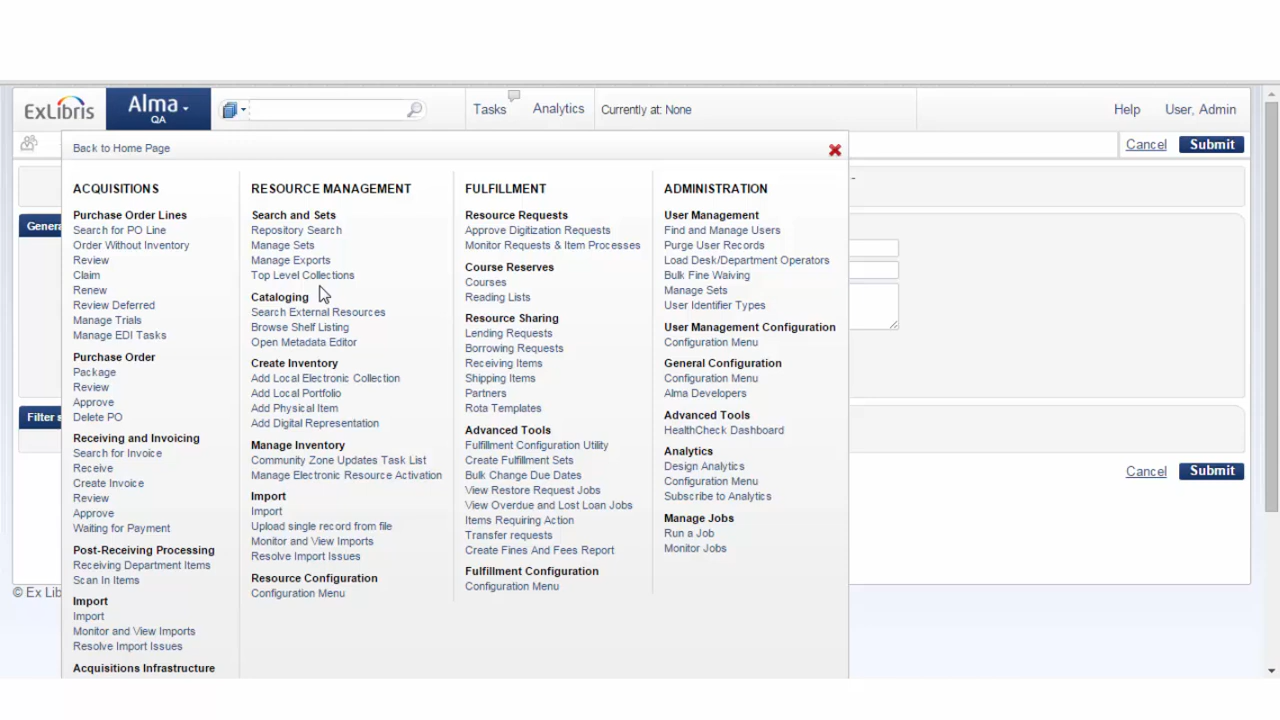 ExLibris
Alma
QA
Tasks
Analytics
Currently at: None
Help
User, Admin
Back to Home Page
Cancel
Submit
ACQUISITIONS
Purchase Order Lines
Search for PO Line
Order Without Inventory
Review
Claim
Renew
Review Deferred
Manage Trials
Manage EDI Tasks
Purchase Order
Package
Review
Approve
Delete PO
Receiving and Invoicing
Search for Invoice
Receive
Create Invoice
Review
Approve
Waiting for Payment
Post-Receiving Processing
Receiving Department Items
Scan In Items
Import
Import
Monitor and View Imports
Resolve Import Issues
Acquisitions Infrastructure
RESOURCE MANAGEMENT
Search and Sets
Repository Search
Manage Sets
Manage Exports
Top Level Collections
Cataloging
Search External Resources
Browse Shelf Listing
Open Metadata Editor
Create Inventory
Add Local Electronic Collection
Add Local Portfolio
Add Physical Item
Add Digital Representation
Manage Inventory
Community Zone Updates Task List
Manage Electronic Resource Activation
Import
Import
Upload single record from file
Monitor and View Imports
Resolve Import Issues
Resource Configuration
Configuration Menu
FULFILLMENT
Resource Requests
Approve Digitization Requests
Monitor Requests & Item Processes
Course Reserves
Courses
Reading Lists
Resource Sharing
Lending Requests
Borrowing Requests
Receiving Items
Shipping Items
Partners
Rota Templates
Advanced Tools
Fulfillment Configuration Utility
Create Fulfillment Sets
Bulk Change Due Dates
View Restore Request Jobs
View Overdue and Lost Loan Jobs
Items Requiring Action
Transfer requests
Create Fines And Fees Report
Fulfillment Configuration
Configuration Menu
ADMINISTRATION
User Management
Find and Manage Users
Purge User Records
Load Desk/Department Operators
Bulk Fine Waiving
Manage Sets
User Identifier Types
User Management Configuration
Configuration Menu
General Configuration
Configuration Menu
Alma Developers
Advanced Tools
HealthCheck Dashboard
Analytics
Design Analytics
Configuration Menu
Subscribe to Analytics
Manage Jobs
Run a Job
Monitor Jobs
-
Genera
Filter s
Cancel
Submit
© Ex Lib